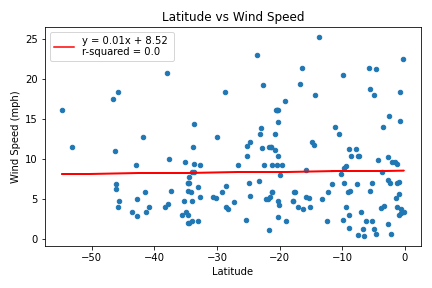 Latitude vs Wind Speed
y = 0.01x + 8.52
r-squared = 0.0
25
20
15
10
5
0
Wind Speed (mph)
−50 −40 −30 −20 −10 0
Latitude